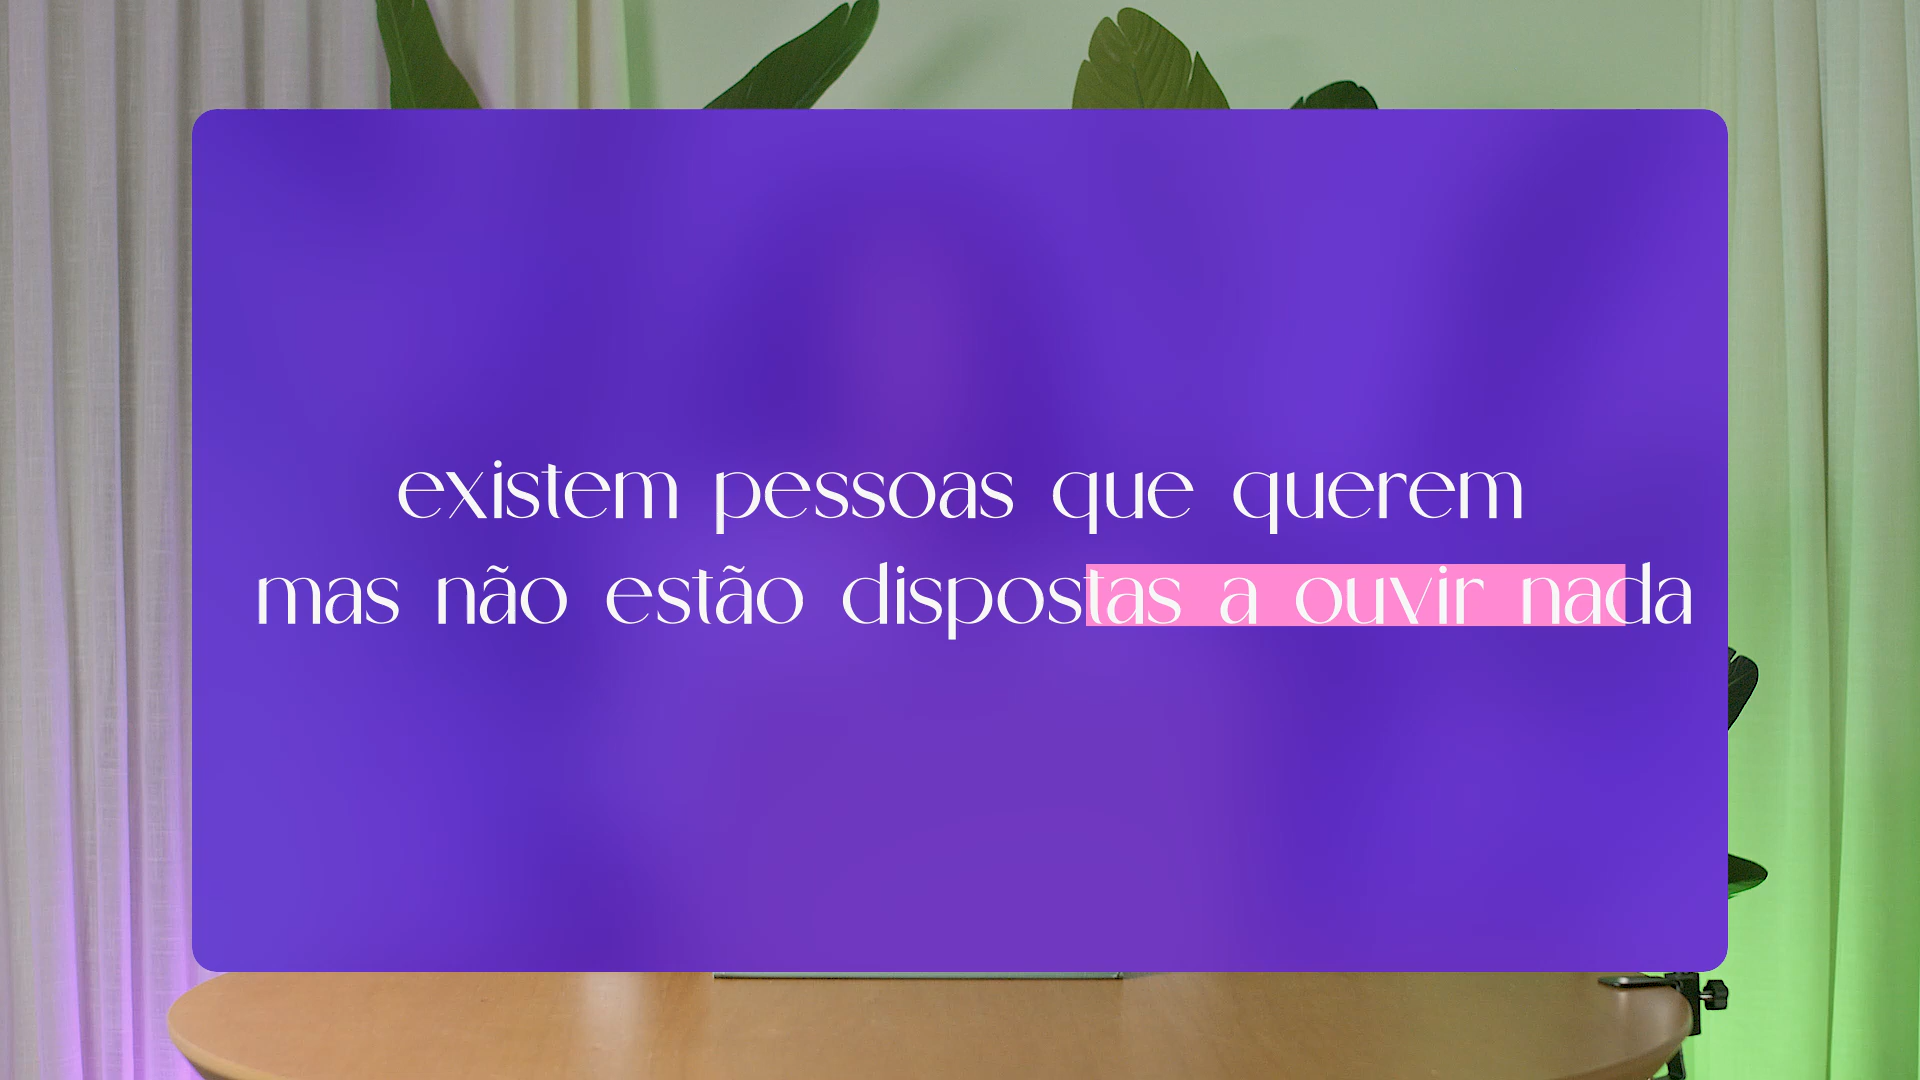 existem pessoas que querem
mas não estão dispostas a ouvir nada